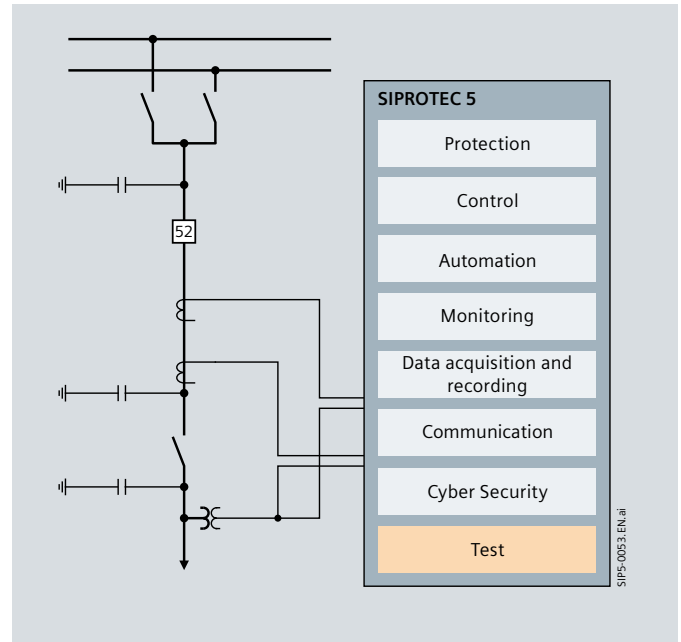 SIPROTEC 5
Protection
Control
52
Automation
Monitoring
Data acquisition and
recording
Communication
Cyber Security
Test
SIP5-0053.EN.ai